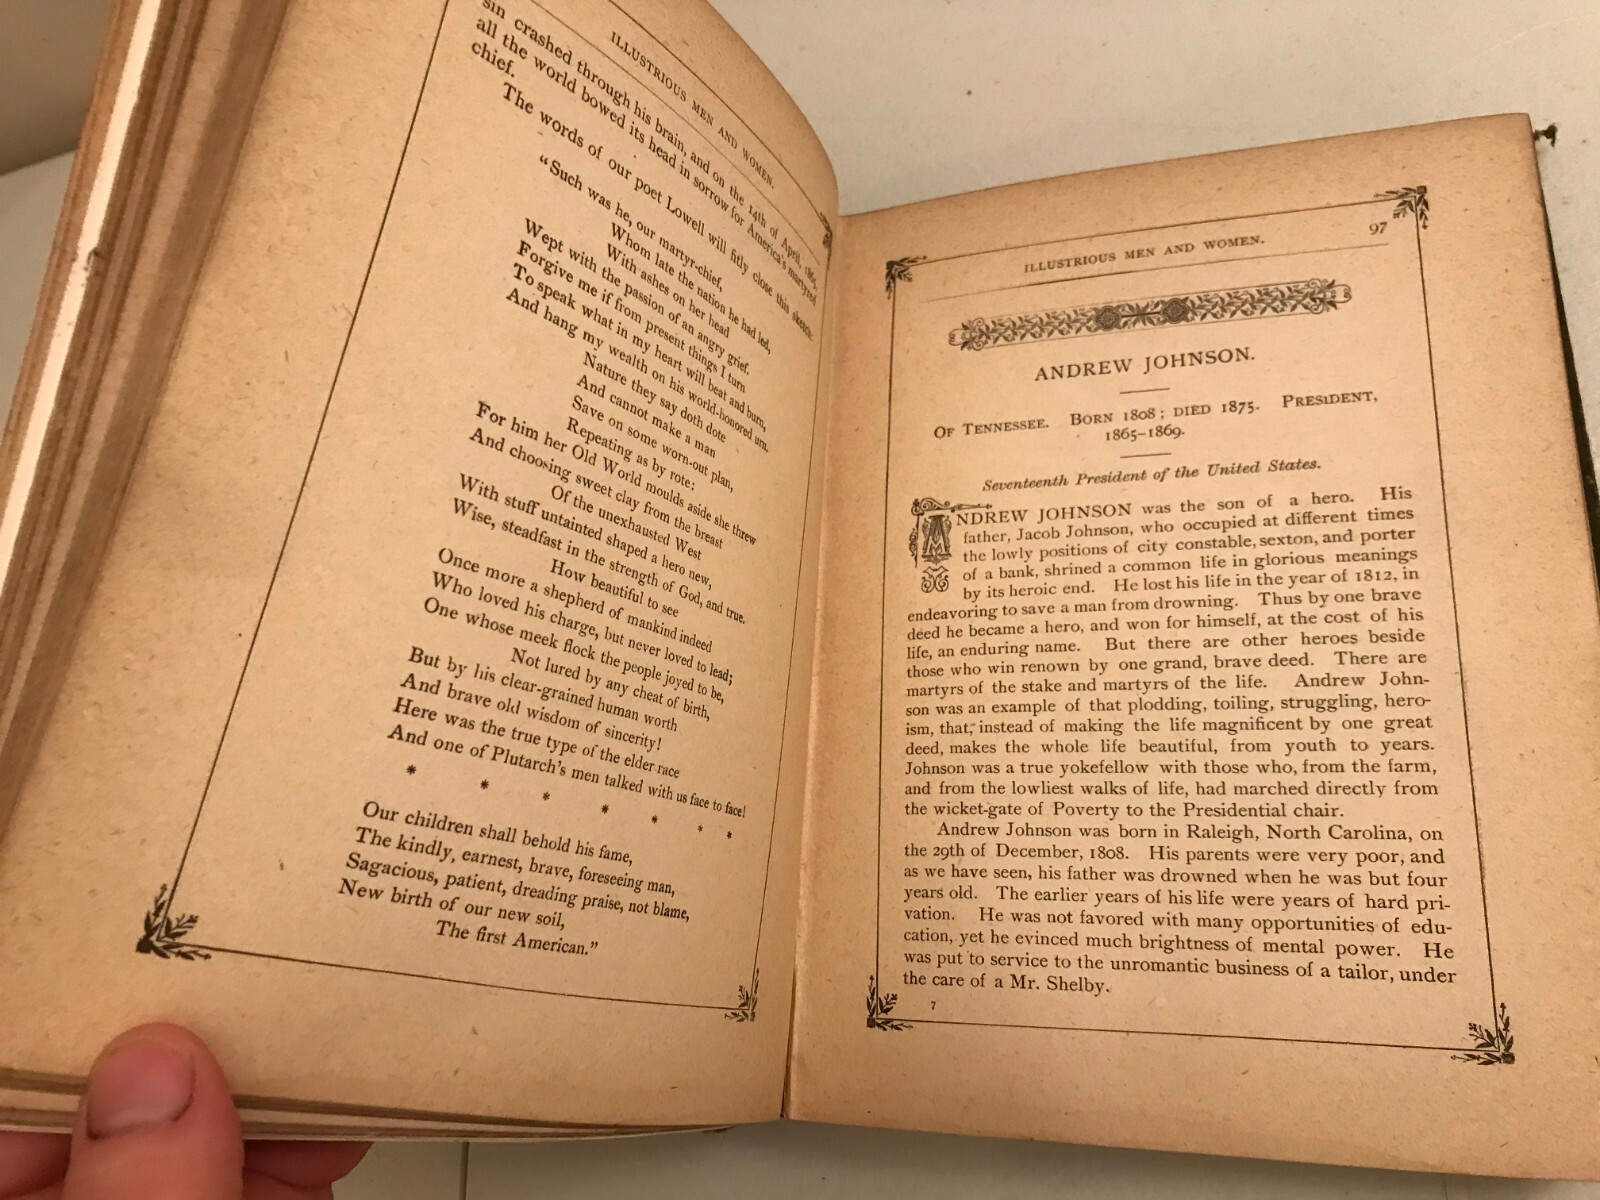 ILLUSTRIOUS MEN AND WOMEN.
sin crashed through his brain, and on the 14th of April, 1865,
all the world bowed its head in sorrow for America's martyred
chief.
The words of our poet Lowell will fitly close this sketch:
"Such was he, our martyr-chief,
Whom late the nation he had led,
With ashes on her head
Wept with the passion of an angry grief.
Forgive me if from present things I turn
To speak what in my heart will beat and burn,
And hang my wealth on his world-honored urn.
Nature they say doth dote
And cannot make a man
Save on some worn-out plan,
Repeating as by rote:
For him her Old World moulds aside she threw
And choosing sweet clay from the breast
Of the unexhausted West
With stuff untainted shaped a hero new,
Wise, steadfast in the strength of God, and true.
How beautiful to see
Once more a shepherd of mankind indeed
Who loved his charge, but never loved to lead;
One whose meek flock the people joyed to be,
Not lured by any cheat of birth,
But by his clear-grained human worth
And brave old wisdom of sincerity!
Here was the true type of the elder race
And one of Plutarch's men talked with us face to face!
* * * * * * *
Our children shall behold his fame,
The kindly, earnest, brave, foreseeing man,
Sagacious, patient, dreading praise, not blame,
New birth of our new soil,
The first American."
ILLUSTRIOUS MEN AND WOMEN. 97
ANDREW JOHNSON.
OF TENNESSEE. BORN 1808; DIED 1875. PRESIDENT,
1865–1869.
Seventeenth President of the United States.
ANDREW JOHNSON was the son of a hero. His
father, Jacob Johnson, who occupied at different times
the lowly positions of city constable, sexton, and porter
of a bank, shrined a common life in glorious meanings
by its heroic end. He lost his life in the year of 1812, in
endeavoring to save a man from drowning. Thus by one brave
deed he became a hero, and won for himself, at the cost of his
life, an enduring name. But there are other heroes beside
those who win renown by one grand, brave deed. There are
martyrs of the stake and martyrs of the life. Andrew John-
son was an example of that plodding, toiling, struggling, hero-
ism, that, instead of making the life magnificent by one great
deed, makes the whole life beautiful, from youth to years.
Johnson was a true yokefellow with those who, from the farm,
and from the lowliest walks of life, had marched directly from
the wicket-gate of Poverty to the Presidential chair.
Andrew Johnson was born in Raleigh, North Carolina, on
the 29th of December, 1808. His parents were very poor, and
as we have seen, his father was drowned when he was but four
years old. The earlier years of his life were years of hard pri-
vation. He was not favored with many opportunities of edu-
cation, yet he evinced much brightness of mental power. He
was put to service to the unromantic business of a tailor, under
the care of a Mr. Shelby.
7